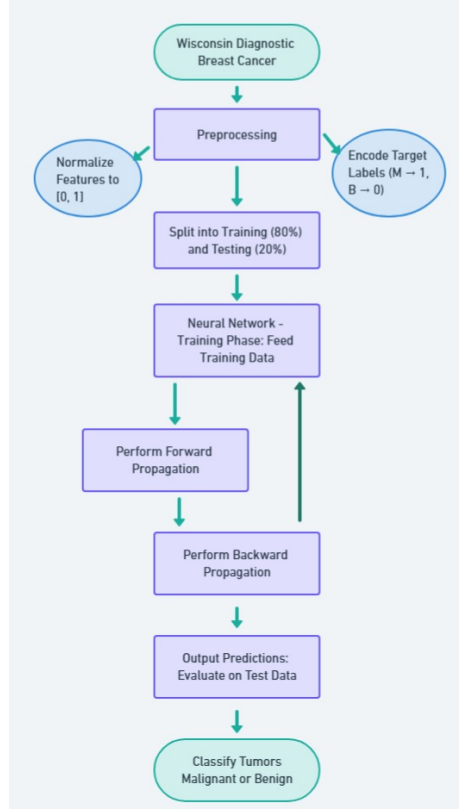 Wisconsin Diagnostic
Breast Cancer
Preprocessing
Normalize
Features to
[0, 1]
Encode Target
Labels (M → 1,
B → 0)
Split into Training (80%)
and Testing (20%)
Neural Network -
Training Phase: Feed
Training Data
Perform Forward
Propagation
Perform Backward
Propagation
Output Predictions:
Evaluate on Test Data
Classify Tumors
Malignant or Benign